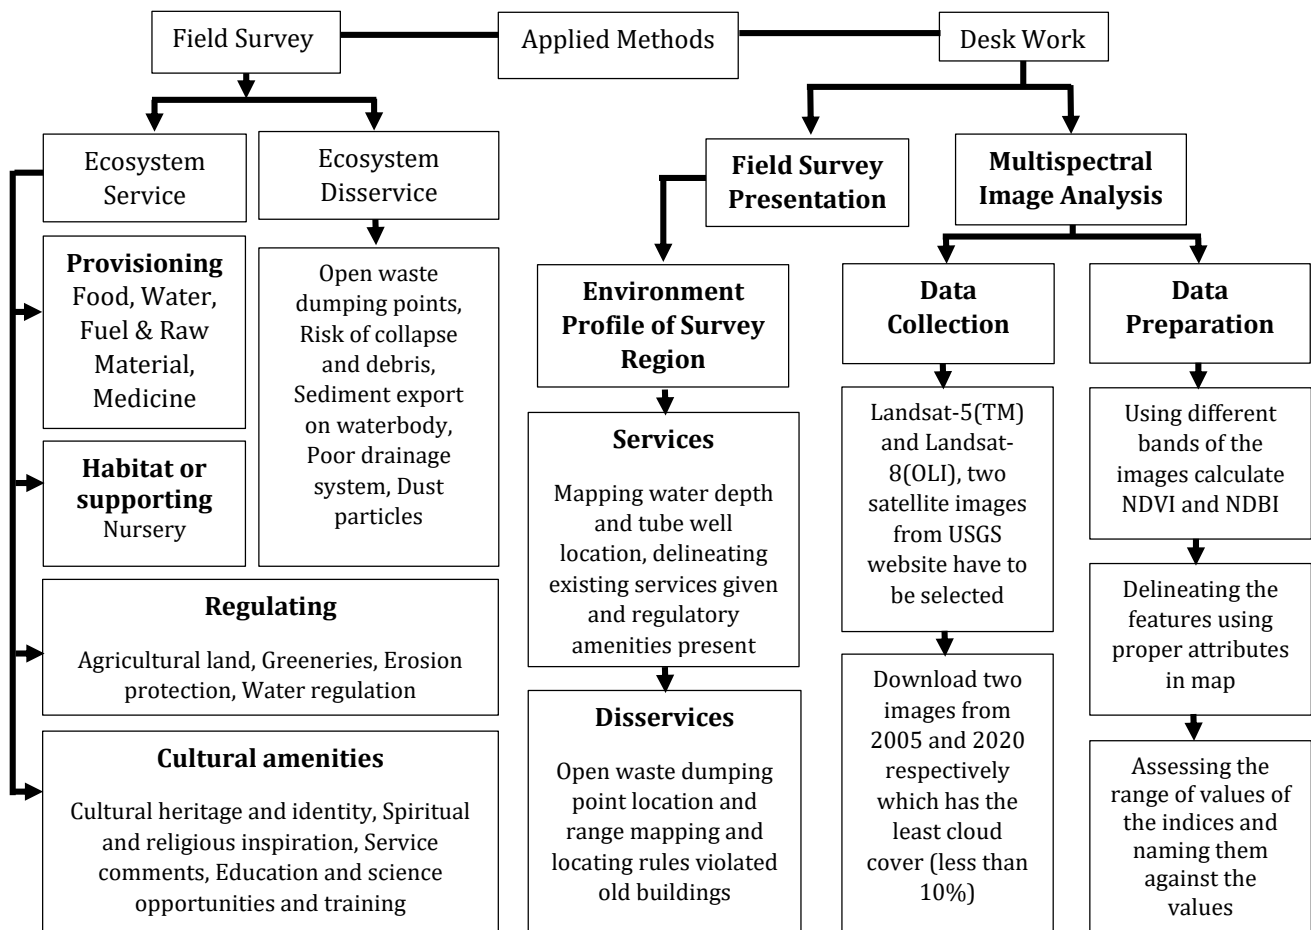 Field Survey
Applied Methods
Desk Work
Ecosystem
Service
Ecosystem
Disservice
Field Survey
Presentation
Multispectral
Image Analysis
Provisioning
Food, Water,
Fuel & Raw
Material,
Medicine
Habitat or
supporting
Nursery
Open waste
dumping points,
Risk of collapse
and debris,
Sediment export
on waterbody,
Poor drainage
system, Dust
particles
Regulating
Agricultural land, Greeneries, Erosion
protection, Water regulation
Cultural amenities
Cultural heritage and identity, Spiritual
and religious inspiration, Service
comments, Education and science
opportunities and training
Environment
Profile of Survey
Region
Services
Mapping water depth
and tube well
location, delineating
existing services given
and regulatory
amenities present
Disservices
Open waste dumping
point location and
range mapping and
locating rules violated
old buildings
Data
Collection
Landsat-5(TM)
and Landsat-
8(OLI), two
satellite images
from USGS
website have to
be selected
Download two
images from
2005 and 2020
respectively
which has the
least cloud
cover (less than
10%)
Data
Preparation
Using different
bands of the
images calculate
NDVI and NDBI
Delineating the
features using
proper attributes
in map
Assessing the
range of values of
the indices and
naming them
against the
values